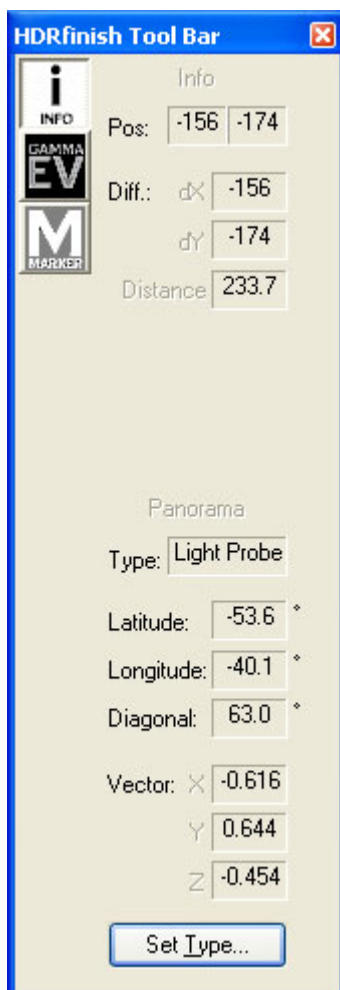 HDRfinish Tool Bar
i
INFO
GAMMA
EV
M
MARKER
Info
Pos: -156 -174
Diff.: dX -156
dY -174
Distance 233.7
Panorama
Type: Light Probe
Latitude: -53.6 °
Longitude: -40.1 °
Diagonal: 63.0 °
Vector: X -0.616
Y 0.644
Z -0.454
Set Type...